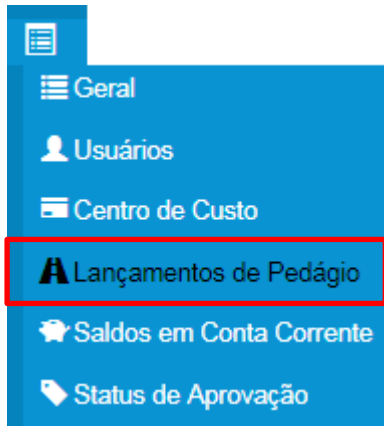 Geral
Usuários
Centro de Custo
Lançamentos de Pedágio
Saldos em Conta Corrente
Status de Aprovação